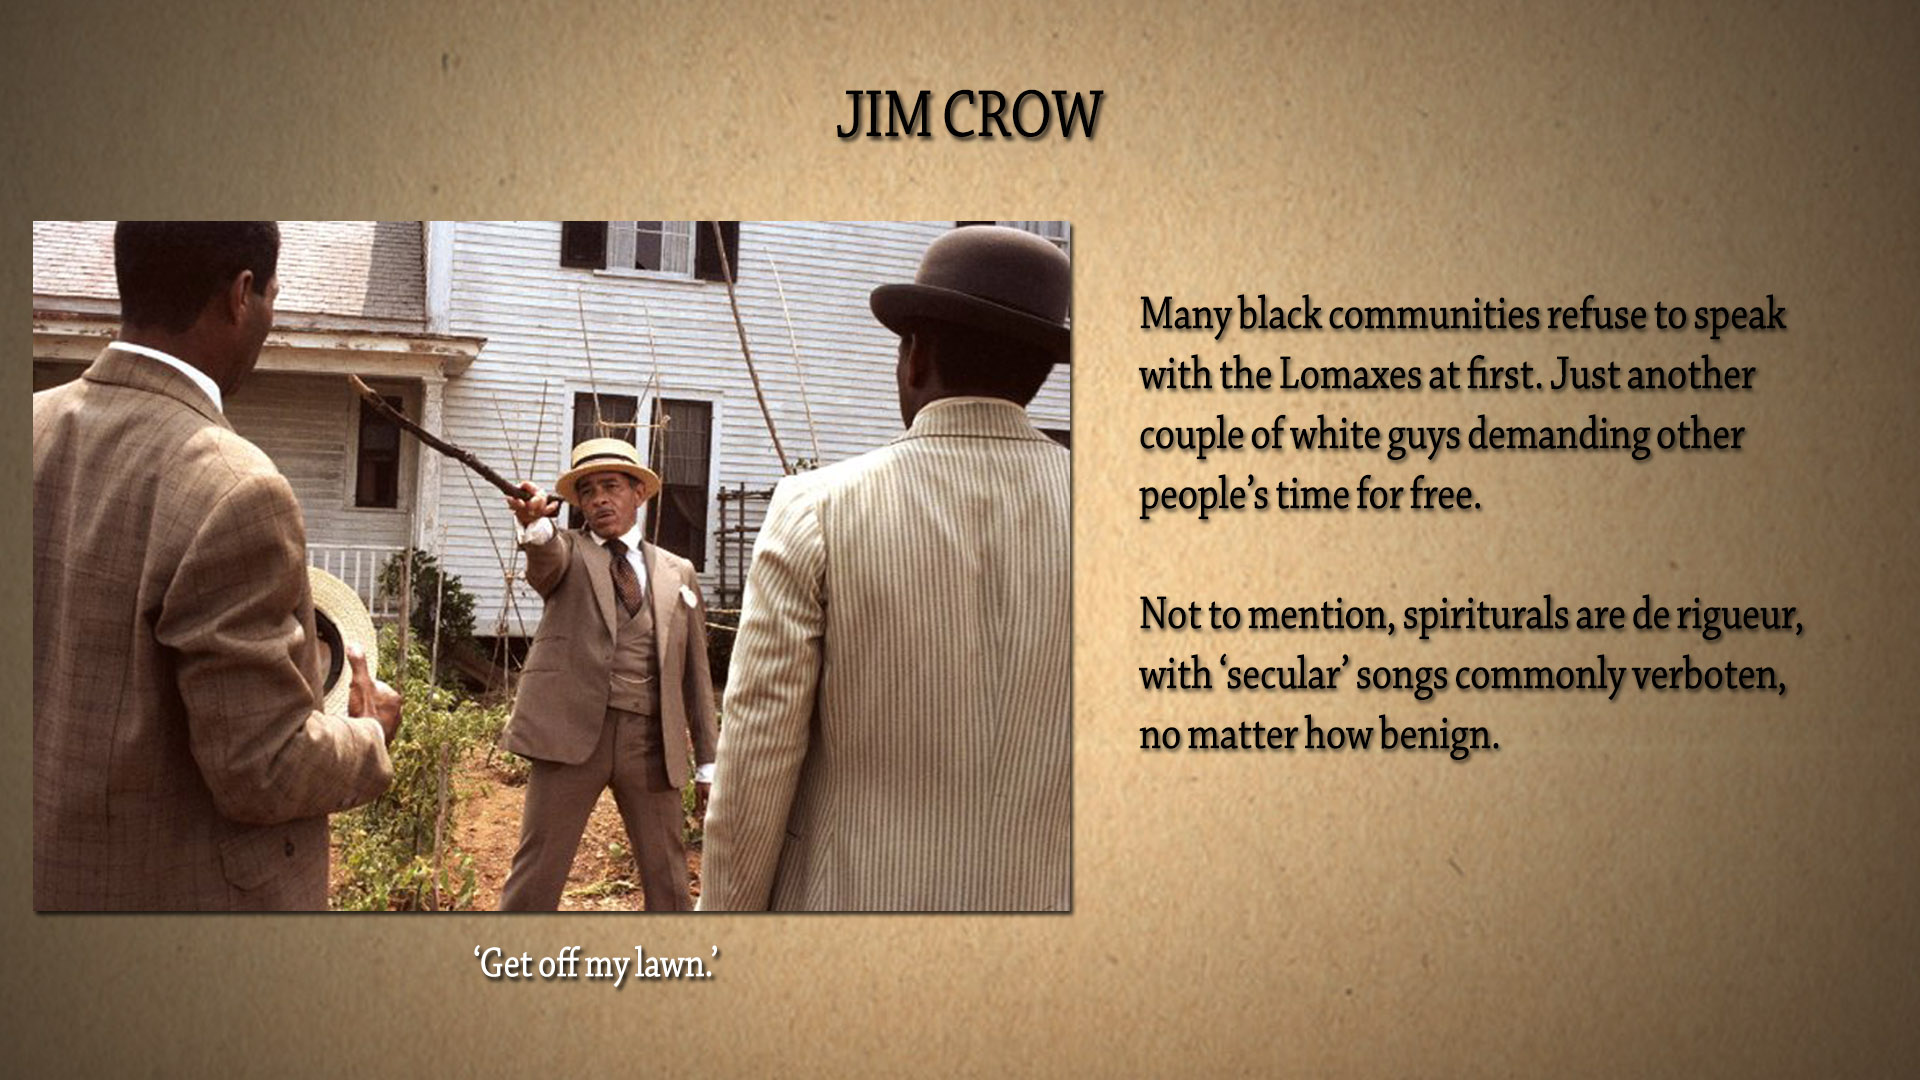 JIM CROW
Many black communities refuse to speak
with the Lomaxes at first. Just another
couple of white guys demanding other
people’s time for free.
Not to mention, spiriturals are de rigueur,
with ‘secular’ songs commonly verboten,
no matter how benign.
‘Get off my lawn.’